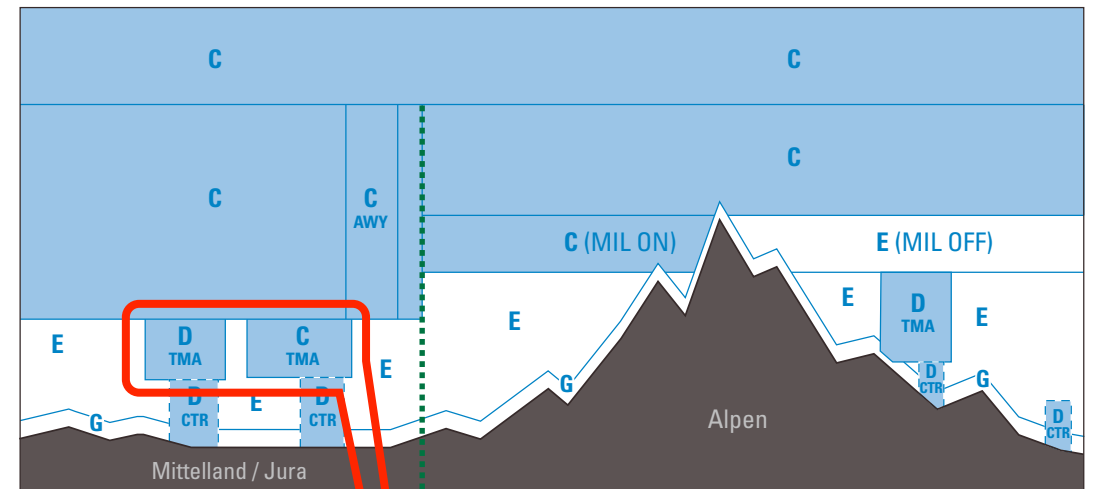 C
C
C
C
C
AWY
C (MIL ON)
E (MIL OFF)
E
D
TMA
C
TMA
E
E
E
D
TMA
E
G
D
CTR
E
D
CTR
G
D
CTR
G
D
CTR
Alpen
Mittelland / Jura